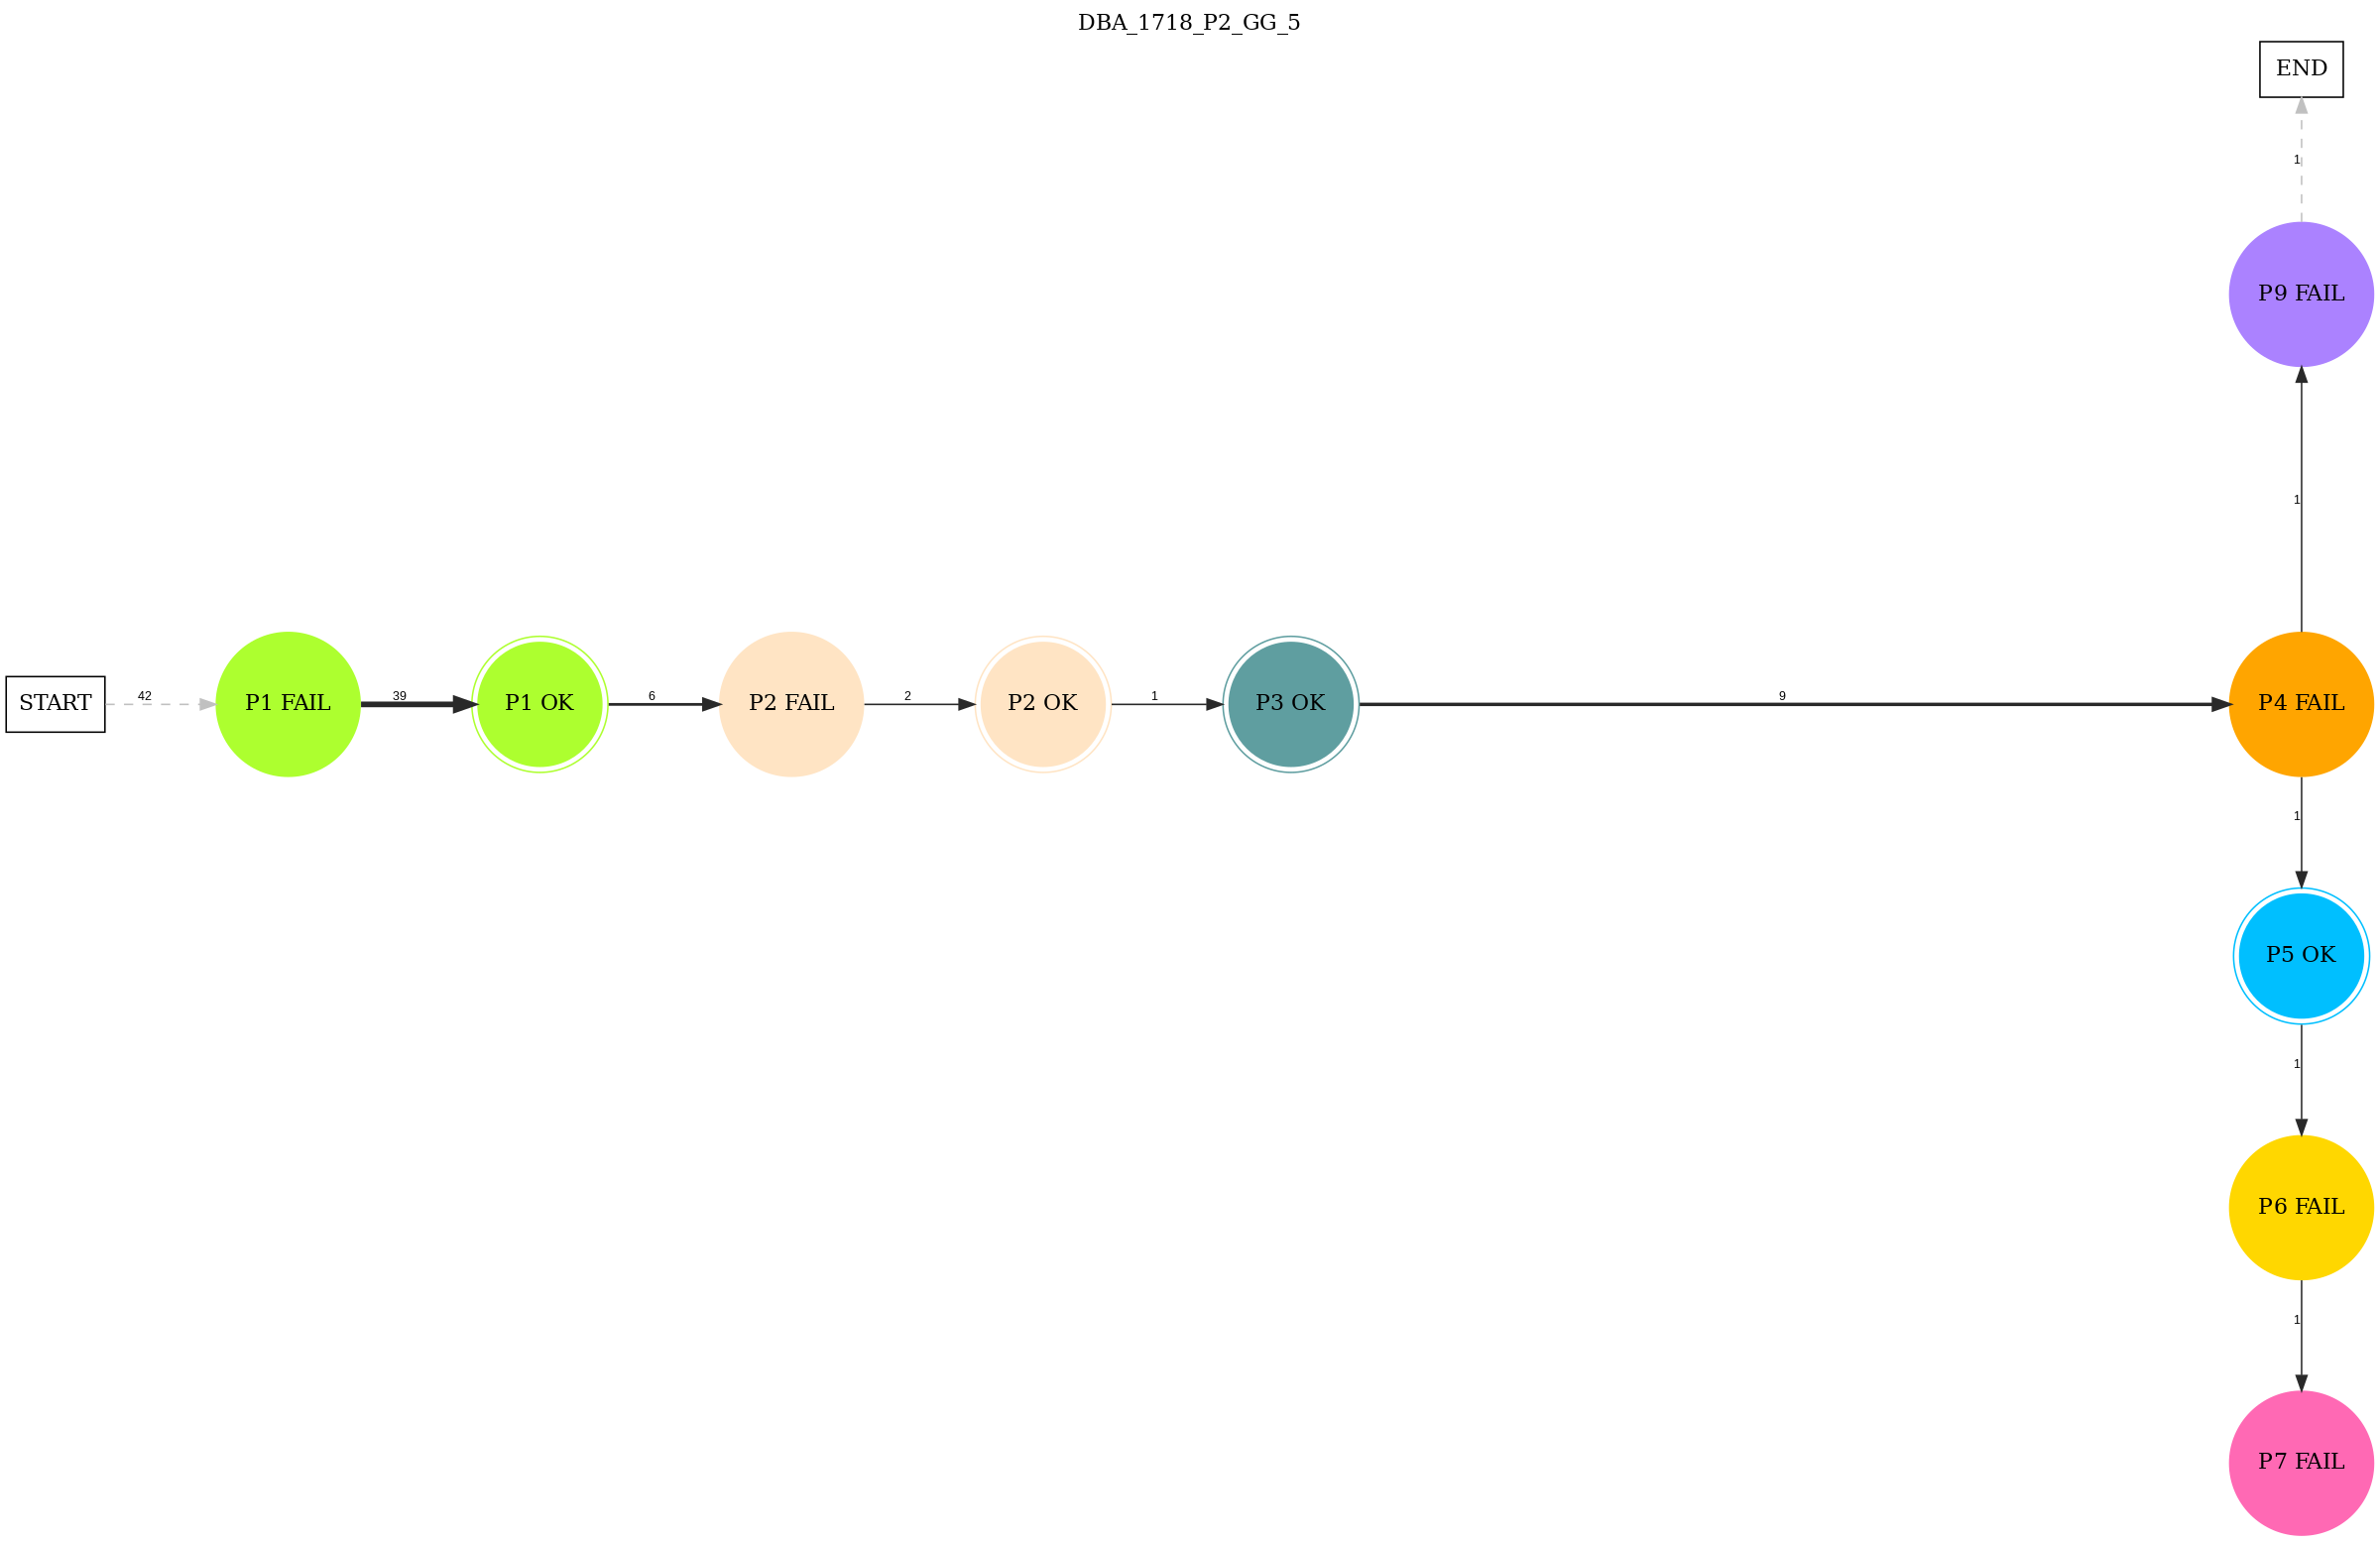 DBA_1718_P2_GG_5
END
1
P9 FAIL
1
START
42
P1 FAIL
39
P1 OK
6
P2 FAIL
2
P2 OK
1
P3 OK
9
P4 FAIL
1
P5 OK
1
P6 FAIL
1
P7 FAIL